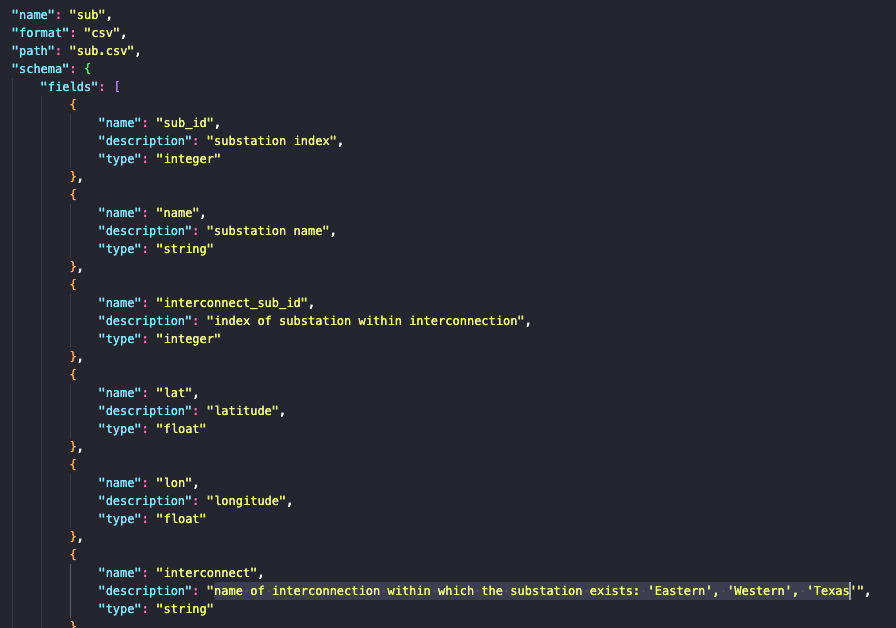 "name": "sub",
"format": "csv",
"path": "sub.csv",
"schema": {
"fields": [
{
"name": "sub_id",
"description": "substation index",
"type": "integer"
},
{
"name": "name",
"description": "substation name",
"type": "string"
},
{
"name": "interconnect_sub_id",
"description": "index of substation within interconnection",
"type": "integer"
},
{
"name": "lat",
"description": "latitude",
"type": "float"
},
{
"name": "lon",
"description": "longitude",
"type": "float"
},
{
"name": "interconnect",
"description": "name of interconnection within which the substation exists: 'Eastern', 'Western', 'Texas'",
"type": "string"
}